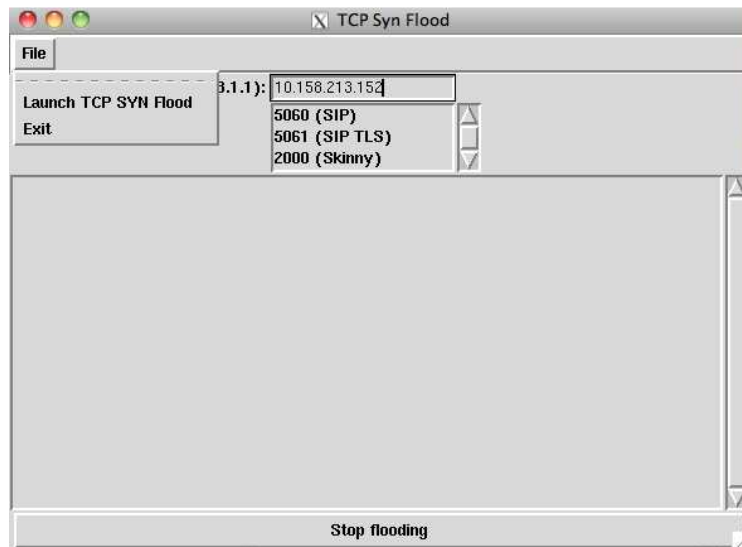 TCP Syn Flood
File
Launch TCP SYN Flood
Exit
3.1.1): 10.158.213.152
5060 (SIP)
5061 (SIP TLS)
2000 (Skinny)
Stop flooding